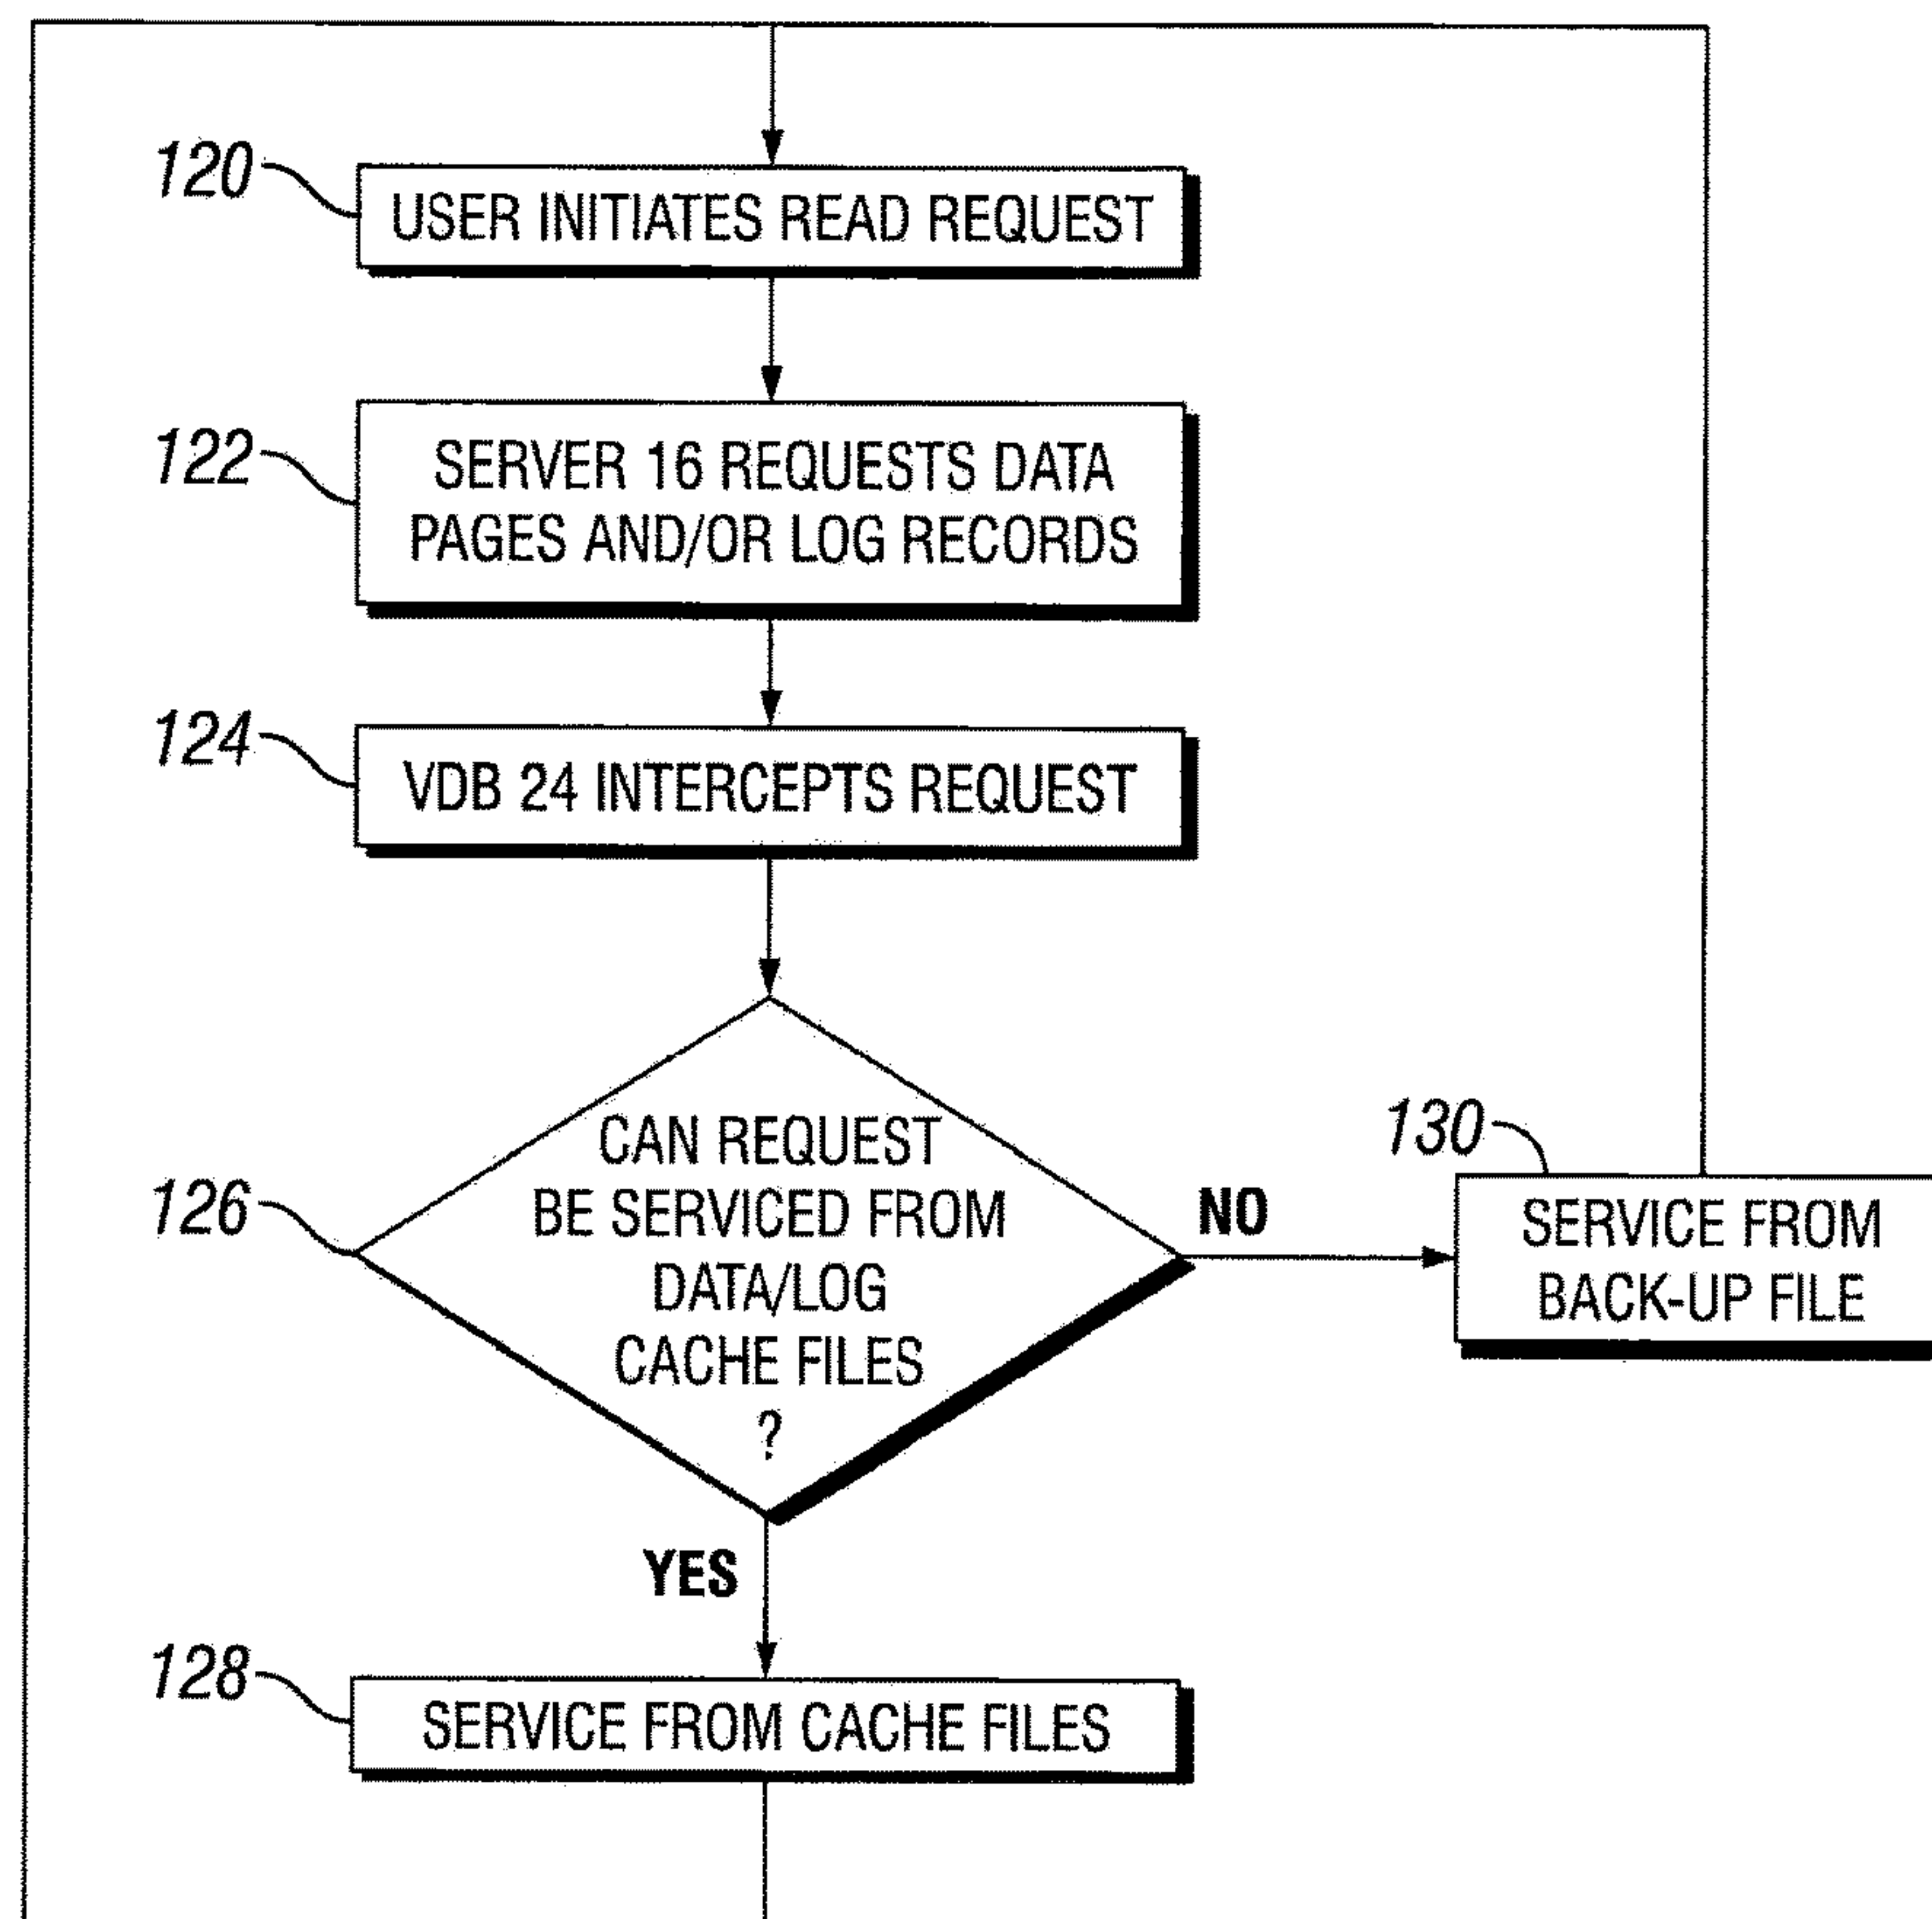 120
USER INITIATES READ REQUEST
122
SERVER 16 REQUESTS DATA
PAGES AND/OR LOG RECORDS
124
VDB 24 INTERCEPTS REQUEST
126
CAN REQUEST
BE SERVICED FROM
DATA/LOG
CACHE FILES
?
NO
130
SERVICE FROM
BACK-UP FILE
YES
128
SERVICE FROM CACHE FILES